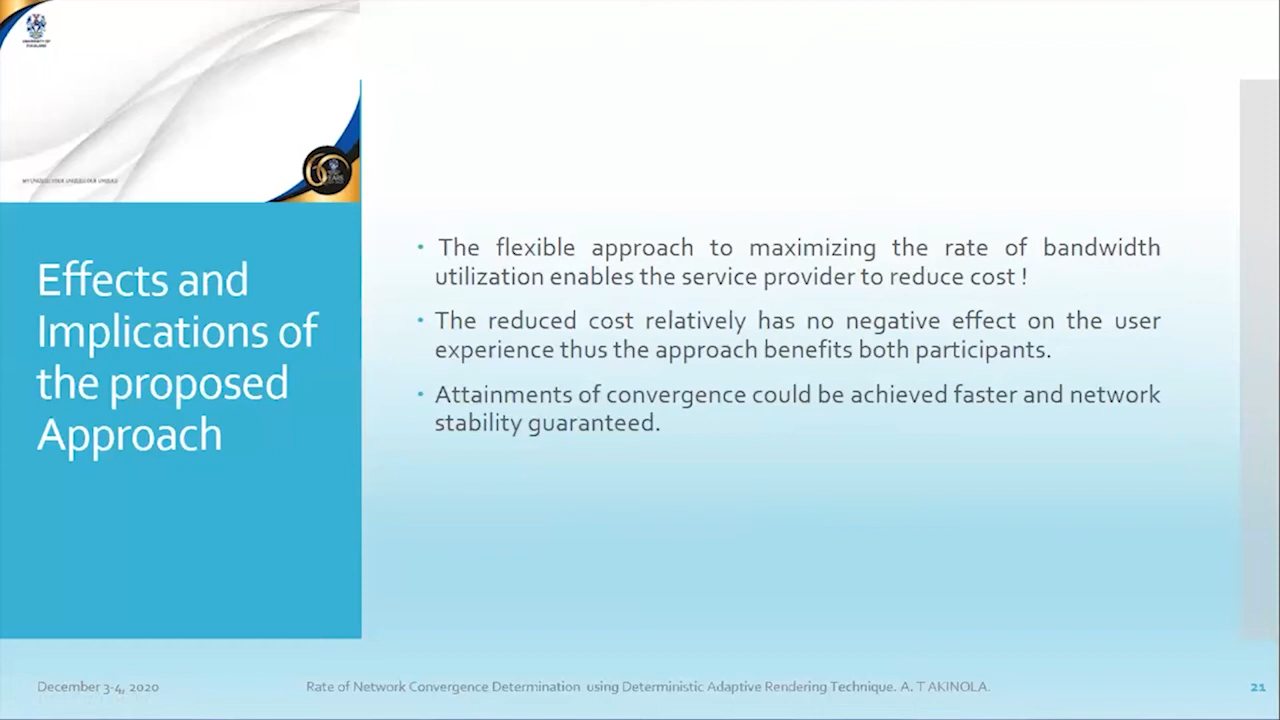 UNIVERSITY OF
ZULULAND
Effects and
Implications of
the proposed
Approach
• The flexible approach to maximizing the rate of bandwidth
utilization enables the service provider to reduce cost !
• The reduced cost relatively has no negative effect on the user
experience thus the approach benefits both participants.
• Attainments of convergence could be achieved faster and network
stability guaranteed.
December 3-4, 2020
Rate of Network Convergence Determination using Deterministic Adaptive Rendering Technique. A. T AKINOLA.
21